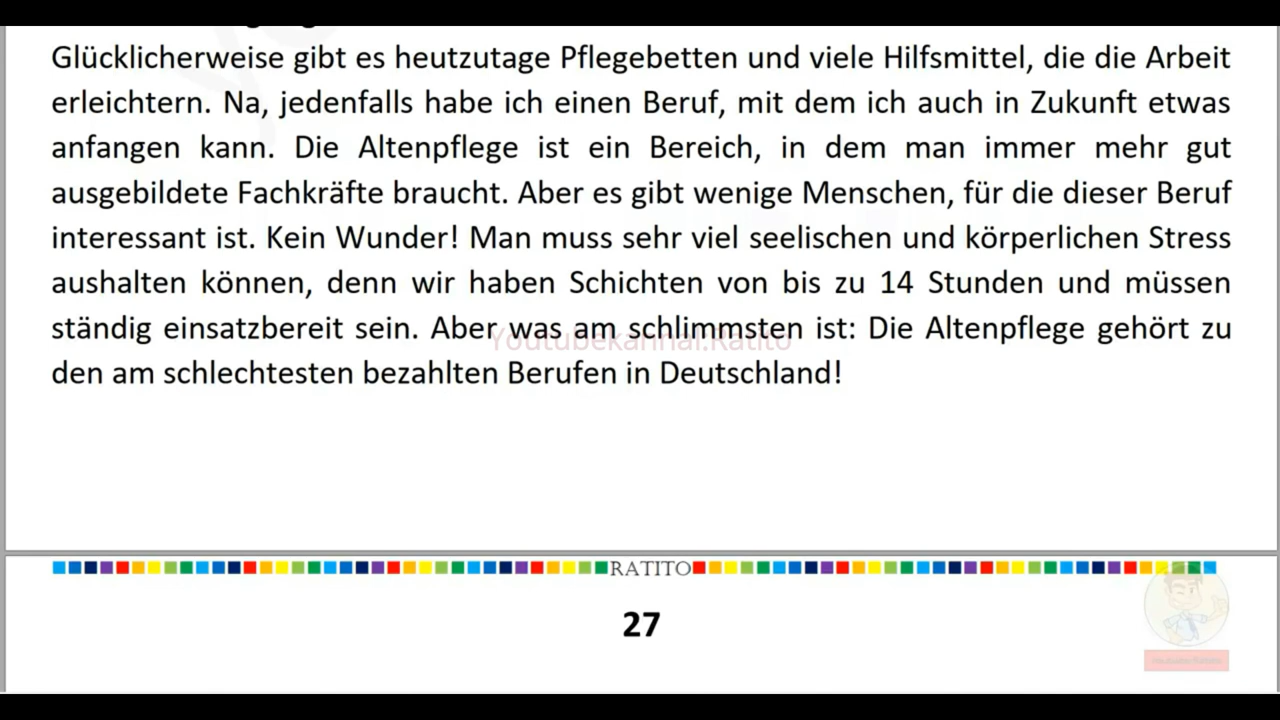 Glücklicherweise gibt es heutzutage Pflegebetten und viele Hilfsmittel, die die Arbeit
erleichtern. Na, jedenfalls habe ich einen Beruf, mit dem ich auch in Zukunft etwas
anfangen kann. Die Altenpflege ist ein Bereich, in dem man immer mehr gut
ausgebildete Fachkräfte braucht. Aber es gibt wenige Menschen, für die dieser Beruf
interessant ist. Kein Wunder! Man muss sehr viel seelischen und körperlichen Stress
aushalten können, denn wir haben Schichten von bis zu 14 Stunden und müssen
ständig einsatzbereit sein. Aber was am schlimmsten ist: Die Altenpflege gehört zu
Youtubekannal.Ratito
den am schlechtesten bezahlten Berufen in Deutschland!
RATITO
27